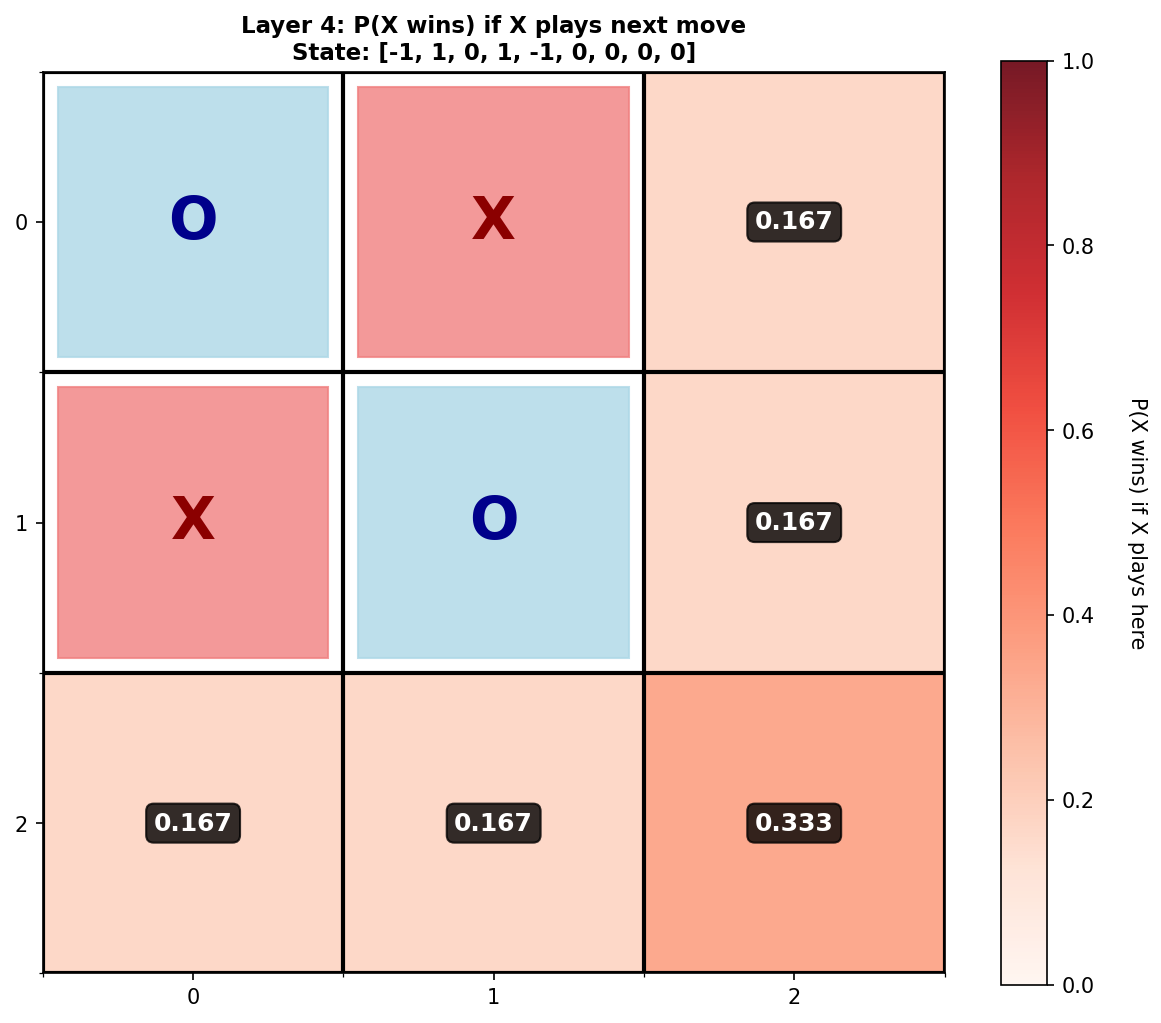 Layer 4: P(X wins) if X plays next move
State: [-1, 1, 0, 1, -1, 0, 0, 0, 0]
O
X
0.167
X
O
0.167
0.167
0.167
0.333
0
1
2
0
1
2
1.0
0.8
0.6
0.4
0.2
0.0
P(X wins) if X plays here